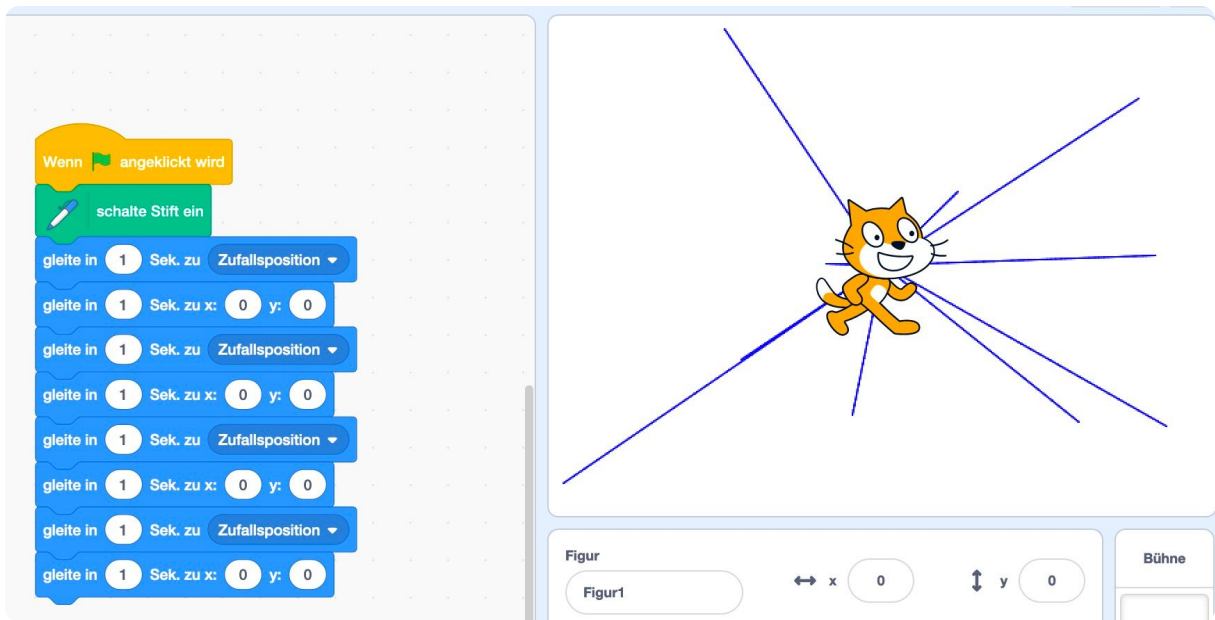 Wenn angeklickt wird
schalte Stift ein
gleite in 1 Sek. zu Zufallsposition
gleite in 1 Sek. zu x: 0 y: 0
gleite in 1 Sek. zu Zufallsposition
gleite in 1 Sek. zu x: 0 y: 0
gleite in 1 Sek. zu Zufallsposition
gleite in 1 Sek. zu x: 0 y: 0
gleite in 1 Sek. zu Zufallsposition
gleite in 1 Sek. zu x: 0 y: 0
Figur
Figur1
x 0
y 0
Bühne